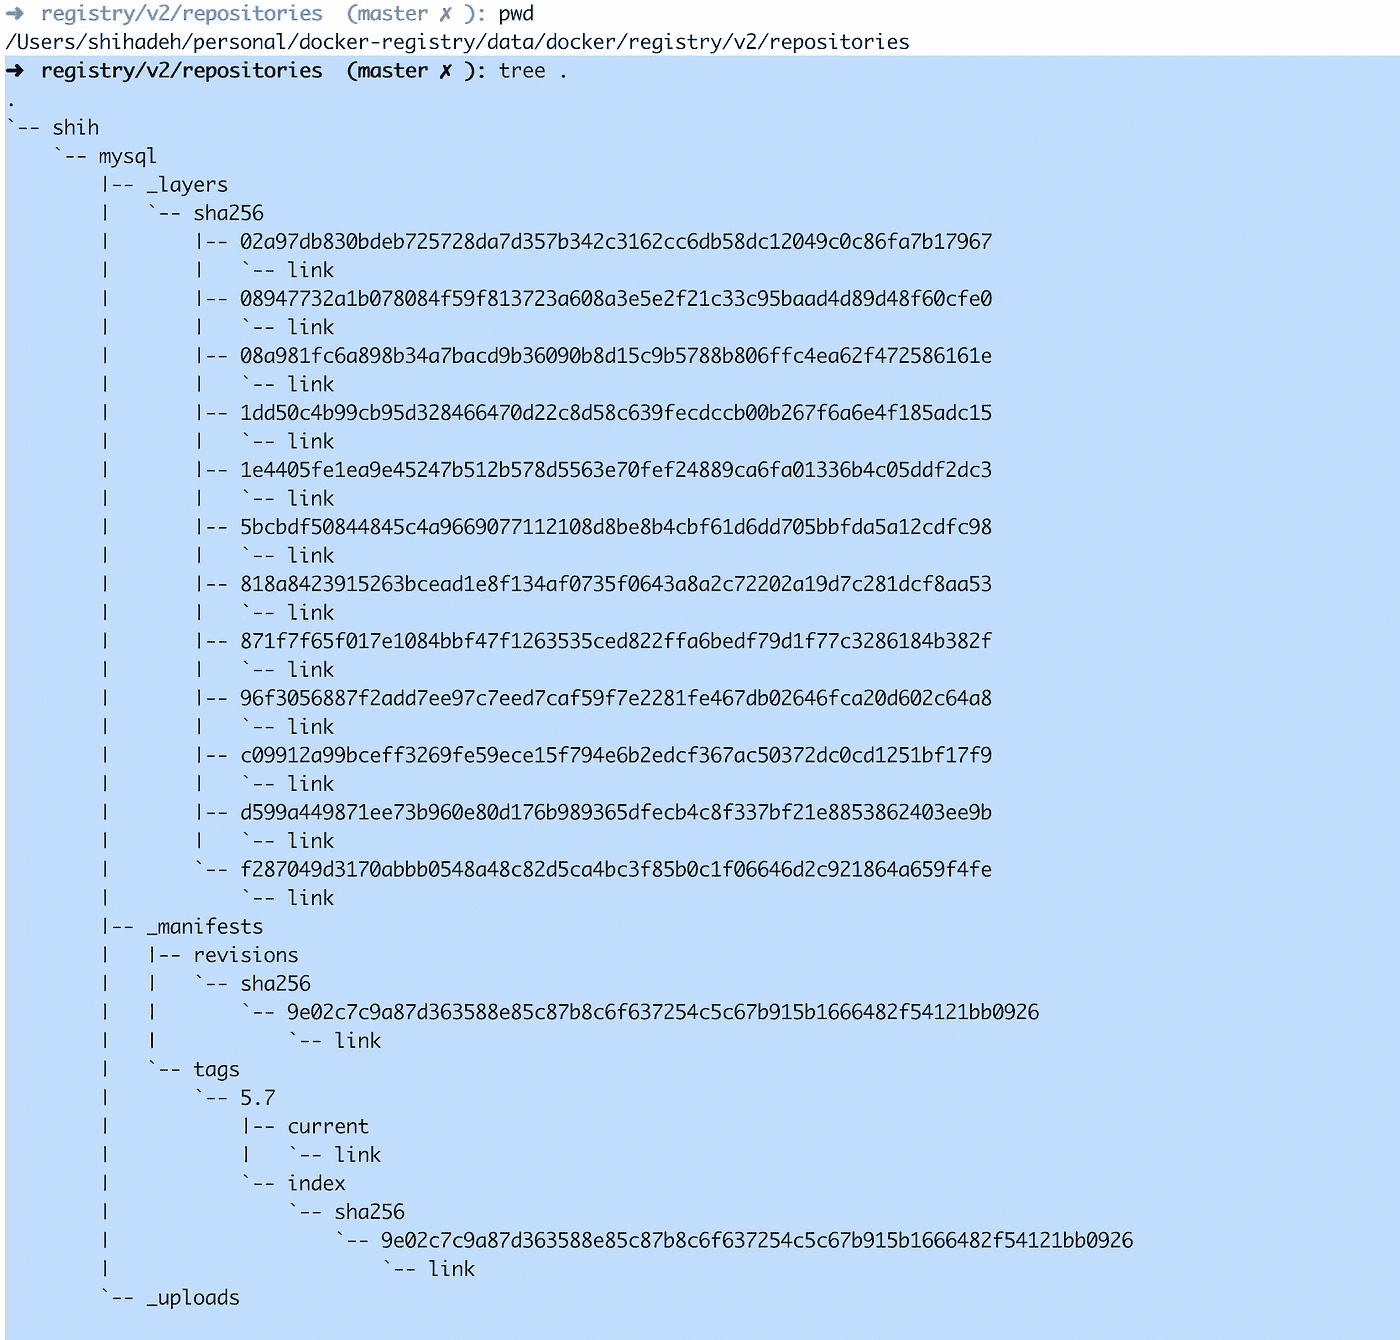 ➜  registry/v2/repositories  (master ✗ ): pwd
/Users/shihadeh/personal/docker-registry/data/docker/registry/v2/repositories
➜  registry/v2/repositories  (master ✗ ): tree .
.
`-- shih
    `-- mysql
        |-- _layers
        |   `-- sha256
        |       |-- 02a97db830bdeb725728da7d357b342c3162cc6db58dc12049c0c86fa7b17967
        |       |   `-- link
        |       |-- 08947732a1b078084f59f813723a608a3e5e2f21c33c95baad4d89d48f60cfe0
        |       |   `-- link
        |       |-- 08a981fc6a898b34a7bacd9b36090b8d15c9b5788b806ffc4ea62f472586161e
        |       |   `-- link
        |       |-- 1dd50c4b99cb95d328466470d22c8d58c639fecdccb00b267f6a6e4f185adc15
        |       |   `-- link
        |       |-- 1e4405fe1ea9e45247b512b578d5563e70fef24889ca6fa01336b4c05ddf2dc3
        |       |   `-- link
        |       |-- 5bcbdf50844845c4a9669077112108d8be8b4cbf61d6dd705bbfda5a12cdfc98
        |       |   `-- link
        |       |-- 818a8423915263bcead1e8f134af0735f0643a8a2c72202a19d7c281dcf8aa53
        |       |   `-- link
        |       |-- 871f7f65f017e1084bbf47f1263535ced822ffa6bedf79d1f77c3286184b382f
        |       |   `-- link
        |       |-- 96f3056887f2add7ee97c7eed7caf59f7e2281fe467db02646fca20d602c64a8
        |       |   `-- link
        |       |-- c09912a99bceff3269fe59ece15f794e6b2edcf367ac50372dc0cd1251bf17f9
        |       |   `-- link
        |       |-- d599a449871ee73b960e80d176b989365dfecb4c8f337bf21e8853862403ee9b
        |       |   `-- link
        |       `-- f287049d3170abbb0548a48c82d5ca4bc3f85b0c1f06646d2c921864a659f4fe
        |           `-- link
        |-- _manifests
        |   |-- revisions
        |   |   `-- sha256
        |   |       `-- 9e02c7c9a87d363588e85c87b8c6f637254c5c67b915b1666482f54121bb0926
        |   |           `-- link
        |   `-- tags
        |       `-- 5.7
        |           |-- current
        |           |   `-- link
        |           `-- index
        |               `-- sha256
        |                   `-- 9e02c7c9a87d363588e85c87b8c6f637254c5c67b915b1666482f54121bb0926
        |                       `-- link
        `-- _uploads